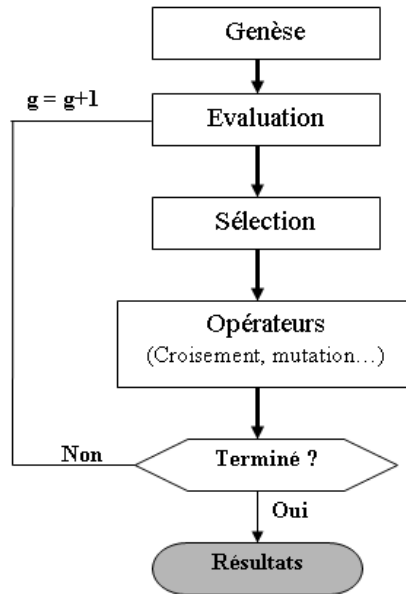 Genèse
g = g+1
Evaluation
Sélection
Opérateurs
(Croisement, mutation…)
Terminé ?
Non
Oui
Résultats